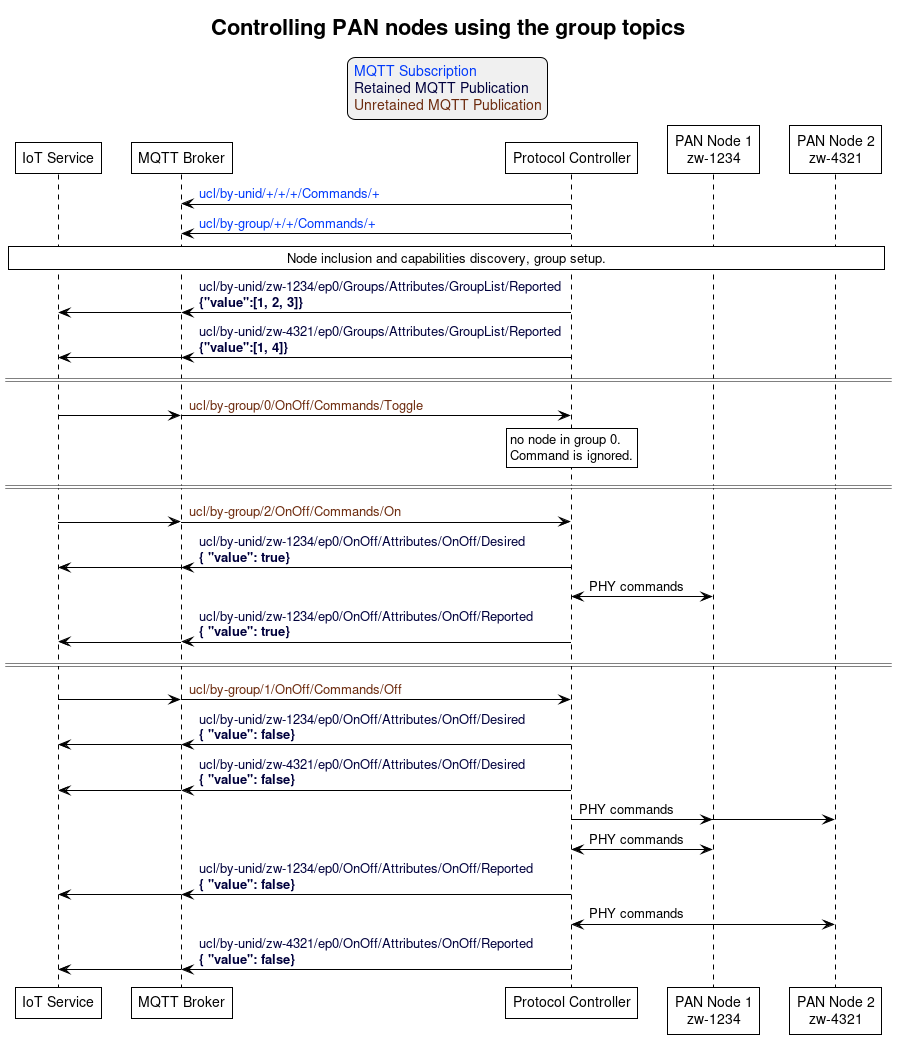 Controlling PAN nodes using the group topics
MQTT Subscription
Retained MQTT Publication
Unretained MQTT Publication
IoT Service
MQTT Broker
Protocol Controller
PAN Node 1
zw-1234
PAN Node 2
zw-4321
ucl/by-unid/+/+/+/Commands/+
ucl/by-group/+/+/Commands/+
Node inclusion and capabilities discovery, group setup.
ucl/by-unid/zw-1234/ep0/Groups/Attributes/GroupList/Reported
{"value":[1, 2, 3]}
ucl/by-unid/zw-4321/ep0/Groups/Attributes/GroupList/Reported
{"value":[1, 4]}
ucl/by-group/0/OnOff/Commands/Toggle
no node in group 0.
Command is ignored.
ucl/by-group/2/OnOff/Commands/On
ucl/by-unid/zw-1234/ep0/OnOff/Attributes/OnOff/Desired
{ "value": true}
PHY commands
ucl/by-unid/zw-1234/ep0/OnOff/Attributes/OnOff/Reported
{ "value": true}
ucl/by-group/1/OnOff/Commands/Off
ucl/by-unid/zw-1234/ep0/OnOff/Attributes/OnOff/Desired
{ "value": false}
ucl/by-unid/zw-4321/ep0/OnOff/Attributes/OnOff/Desired
{ "value": false}
PHY commands
PHY commands
ucl/by-unid/zw-1234/ep0/OnOff/Attributes/OnOff/Reported
{ "value": false}
PHY commands
ucl/by-unid/zw-4321/ep0/OnOff/Attributes/OnOff/Reported
{ "value": false}
IoT Service
MQTT Broker
Protocol Controller
PAN Node 1
zw-1234
PAN Node 2
zw-4321